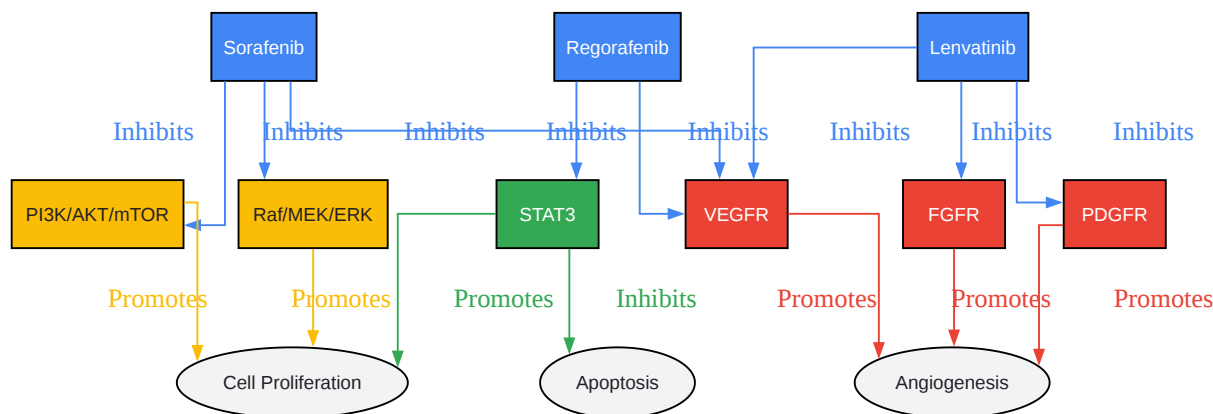 Sorafenib
Regorafenib
Lenvatinib
Inhibits
Inhibits
Inhibits
Inhibits
Inhibits
Inhibits
Inhibits
Inhibits
PI3K/AKT/mTOR
Raf/MEK/ERK
STAT3
VEGFR
FGFR
PDGFR
Promotes
Promotes
Promotes
Inhibits
Promotes
Promotes
Promotes
Cell Proliferation
Apoptosis
Angiogenesis